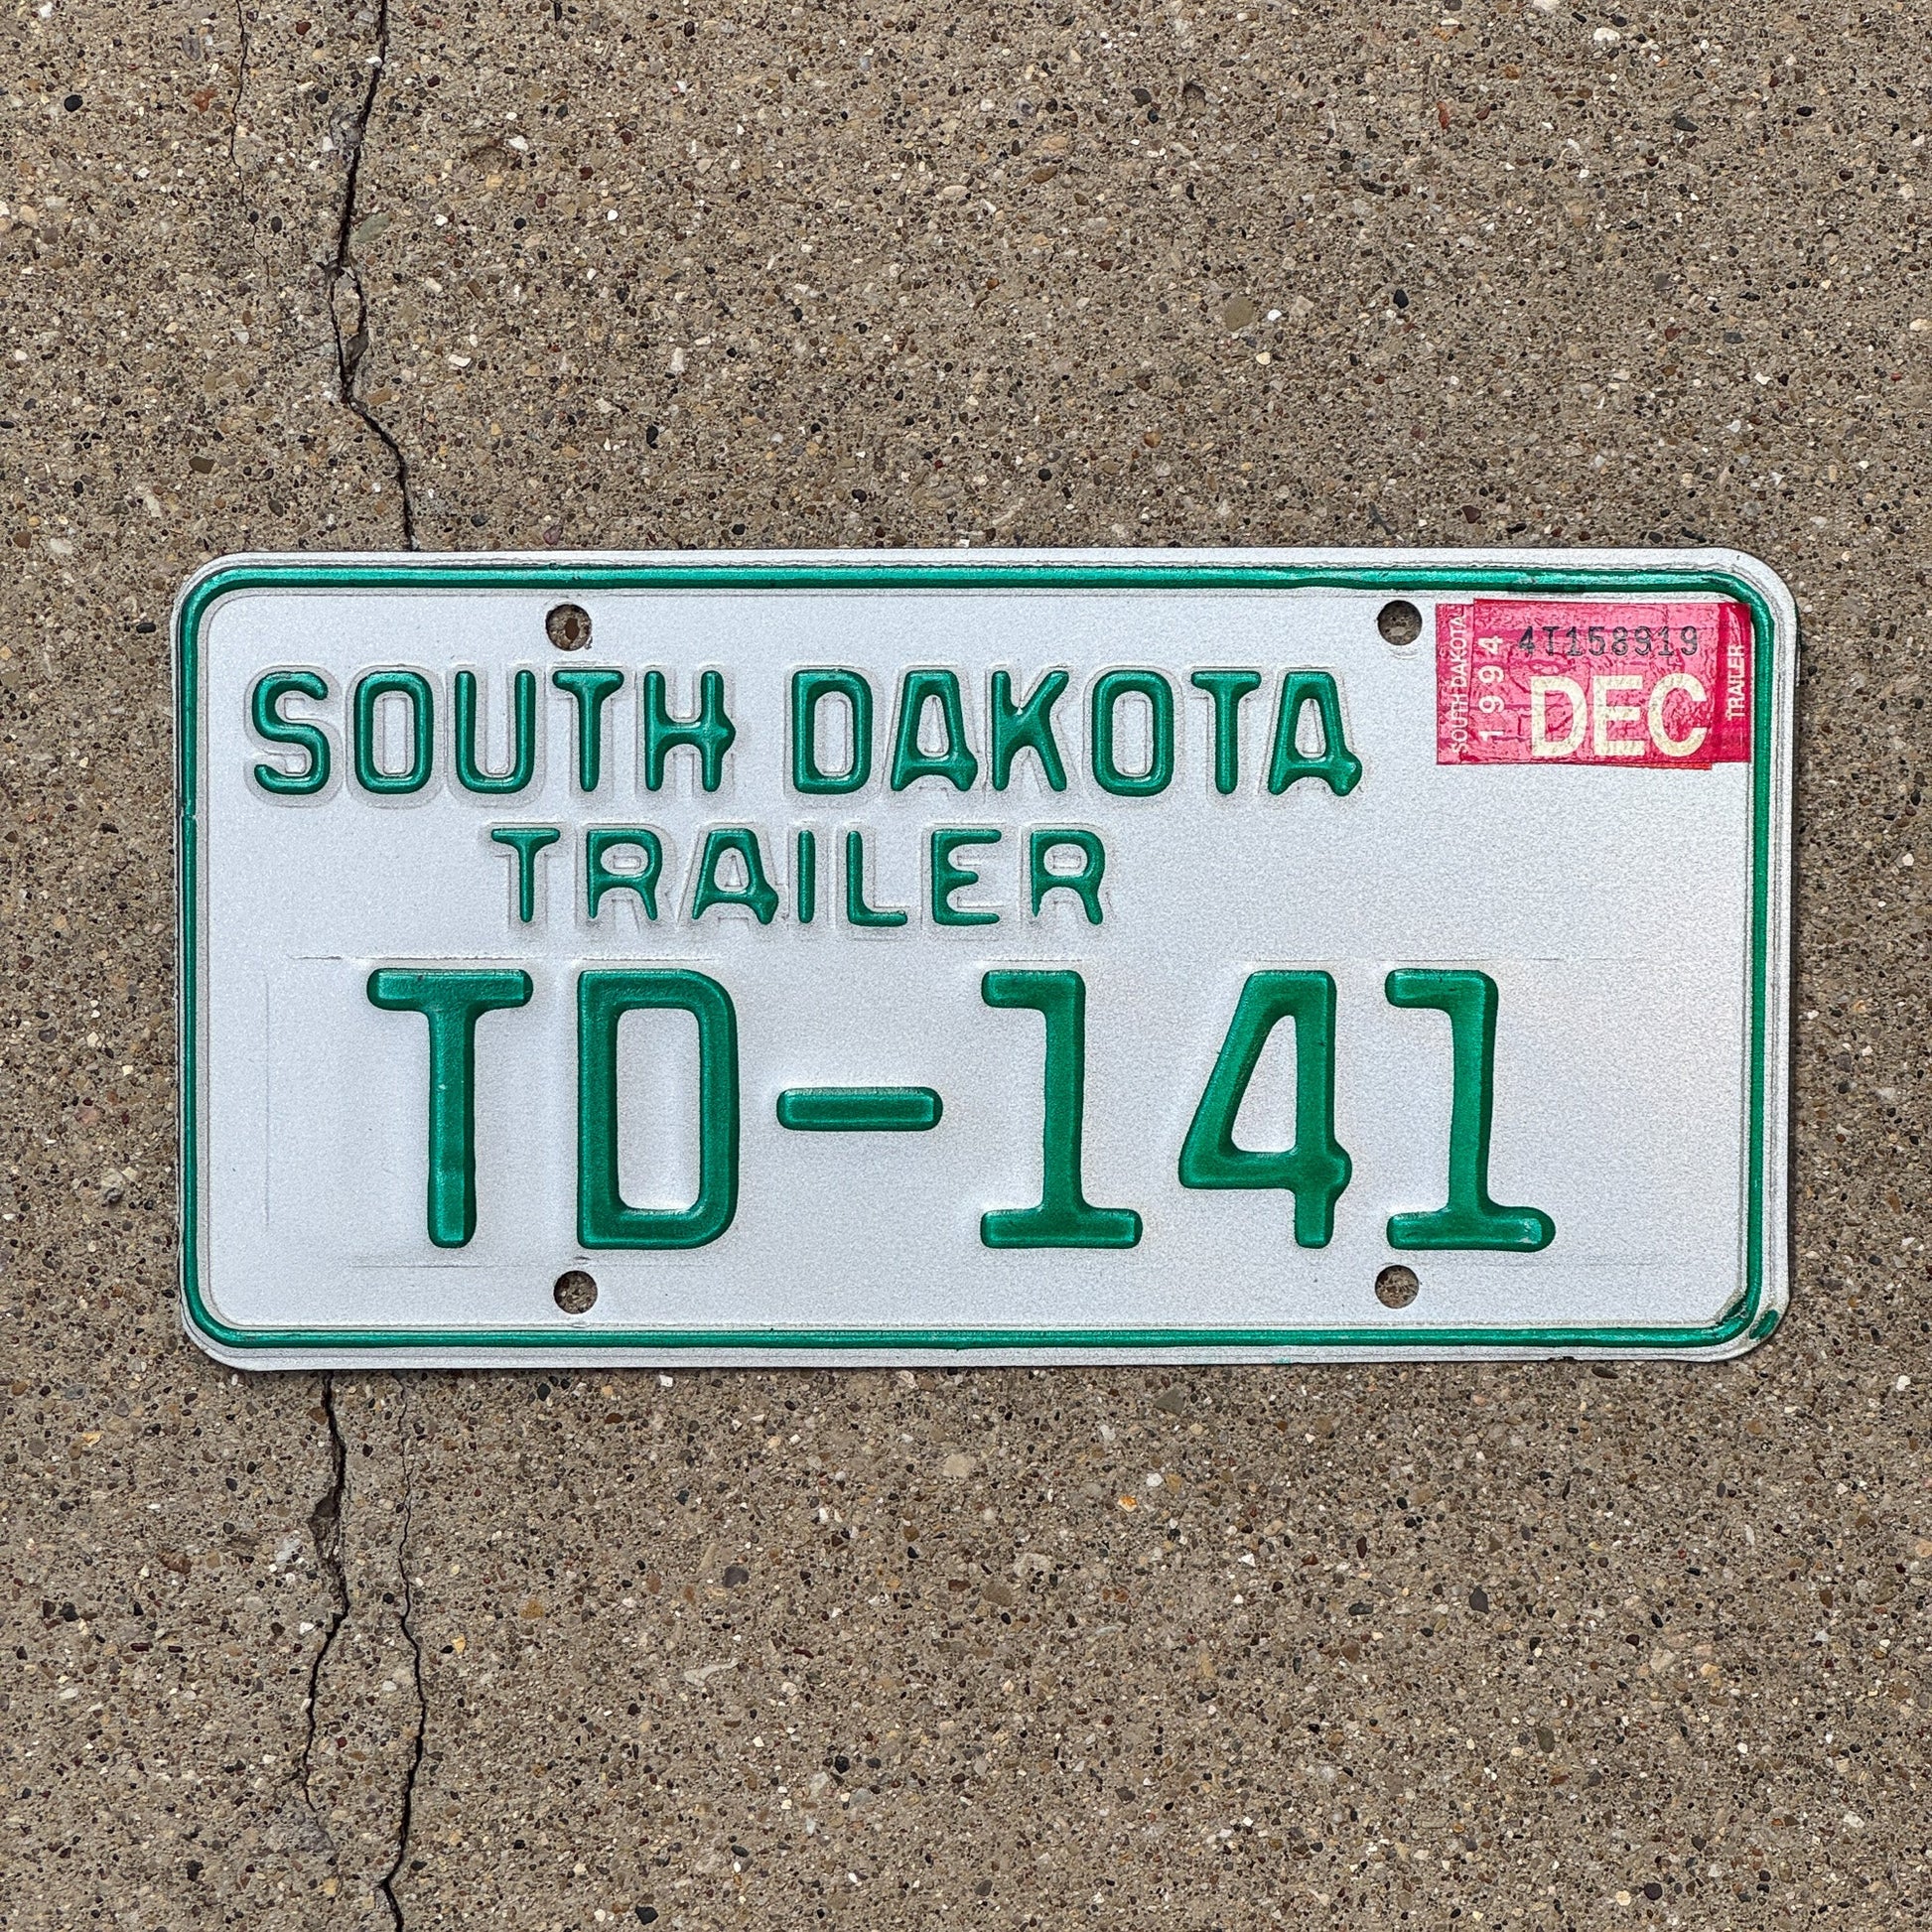 SOUTH DAKOTA
TRAILER
TD-141
SOUTH DAKOTA
1994
4T158919
DEC
TRAILER